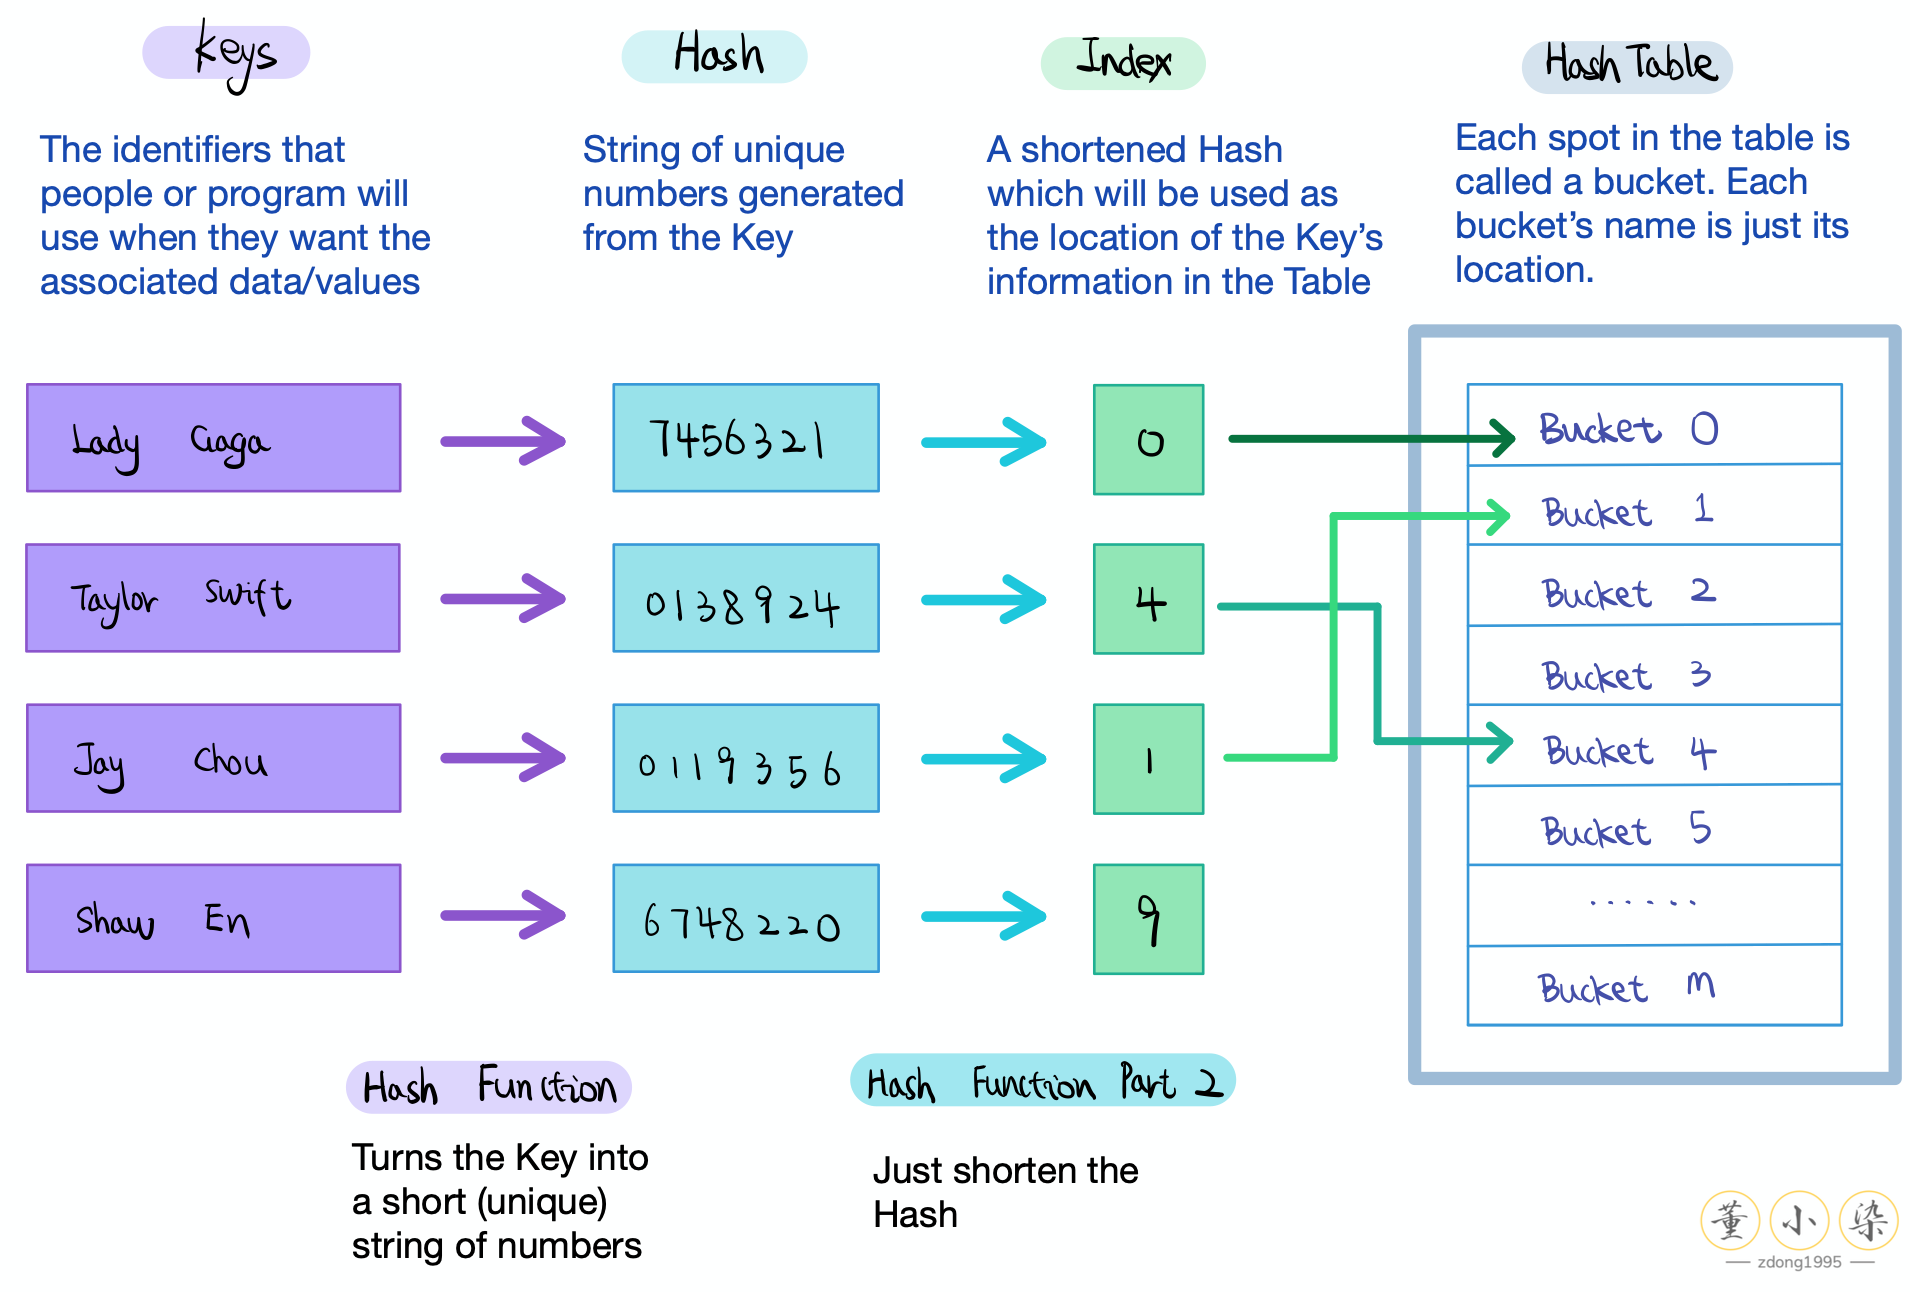 Keys
The identifiers that
people or program will
use when they want the
associated data/values
Hash
String of unique
numbers generated
from the Key
Index
A shortened Hash
which will be used as
the location of the Key's
information in the Table
Hash Table
Each spot in the table is
called a bucket. Each
bucket's name is just its
location.
Lady Gaga
7456321
0
Taylor Swift
0138924
4
Jay Chou
0119356
1
Shaw En
6748220
9
Bucket 0
Bucket 1
Bucket 2
Bucket 3
Bucket 4
Bucket 5
......
Bucket m
Hash Function
Turns the Key into
a short (unique)
string of numbers
Hash Function Part 2
Just shorten the
Hash
董小染
zdong1995